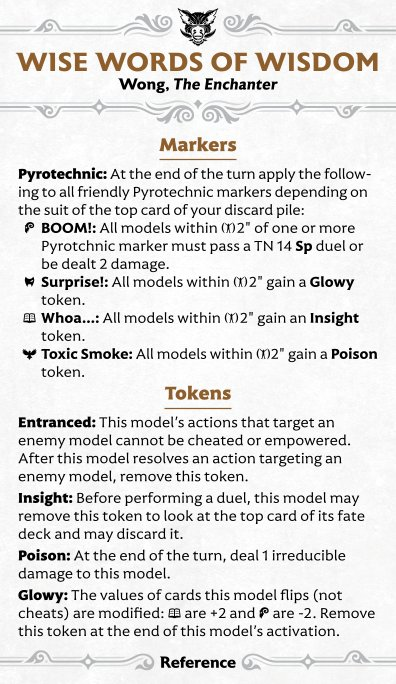 WISE WORDS OF WISDOM
Wong, The Enchanter
Markers
Pyrotechnic: At the end of the turn apply the follow-
ing to all friendly Pyrotechnic markers depending on
the suit of the top card of your discard pile:
BOOM!: All models within 2" of one or more
Pyrotchnic marker must pass a TN 14 Sp duel or
be dealt 2 damage.
Surprise!: All models within 2" gain a Glowy
token.
Whoa...: All models within 2" gain an Insight
token.
Toxic Smoke: All models within 2" gain a Poison
token.
Tokens
Entranced: This model's actions that target an
enemy model cannot be cheated or empowered.
After this model resolves an action targeting an
enemy model, remove this token.
Insight: Before performing a duel, this model may
remove this token to look at the top card of its fate
deck and may discard it.
Poison: At the end of the turn, deal 1 irreducible
damage to this model.
Glowy: The values of cards this model flips (not
cheats) are modified: are +2 and are -2. Remove
this token at the end of this model's activation.
Reference